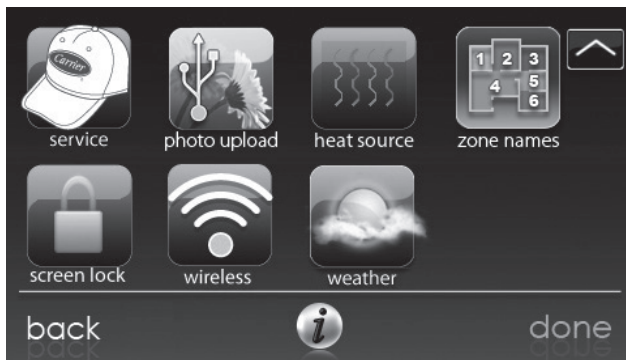 Carrier
1 2 3
4 5
6
service photo upload heat source zone names
screen lock wireless weather
back i done